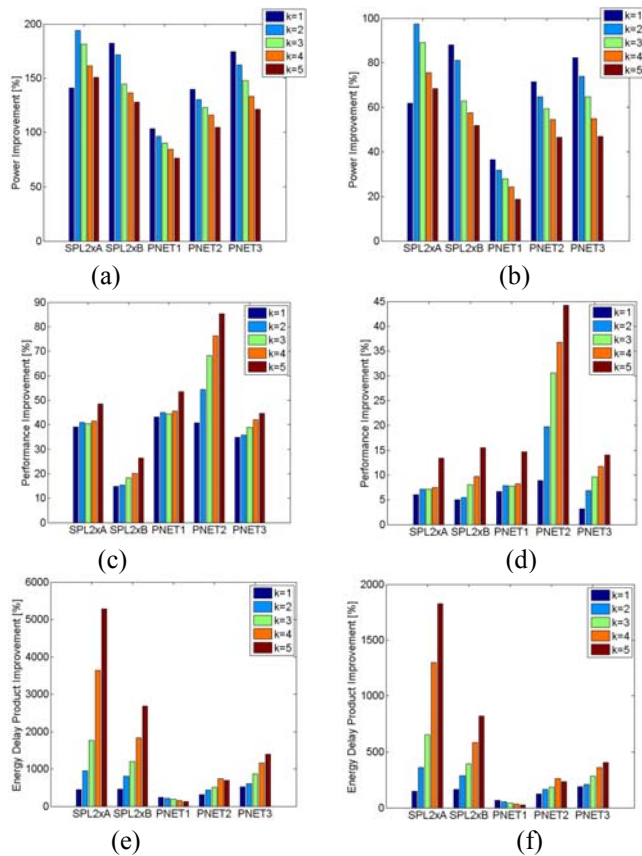 Power Improvement [%]
200
150
100
50
0
SPL2xA SPL2xB PNET1 PNET2 PNET3
k=1
k=2
k=3
k=4
k=5
(a)
Power Improvement [%]
100
80
60
40
20
0
SPL2xA SPL2xB PNET1 PNET2 PNET3
k=1
k=2
k=3
k=4
k=5
(b)
Performance Improvement [%]
90
80
70
60
50
40
30
20
10
0
SPL2xA SPL2xB PNET1 PNET2 PNET3
k=1
k=2
k=3
k=4
k=5
(c)
Performance Improvement [%]
45
40
35
30
25
20
15
10
5
0
SPL2xA SPL2xB PNET1 PNET2 PNET3
k=1
k=2
k=3
k=4
k=5
(d)
Energy Delay Product Improvement [%]
6000
5000
4000
3000
2000
1000
0
SPL2xA SPL2xB PNET1 PNET2 PNET3
k=1
k=2
k=3
k=4
k=5
(e)
Energy Delay Product Improvement [%]
2000
1500
1000
500
0
SPL2xA SPL2xB PNET1 PNET2 PNET3
k=1
k=2
k=3
k=4
k=5
(f)